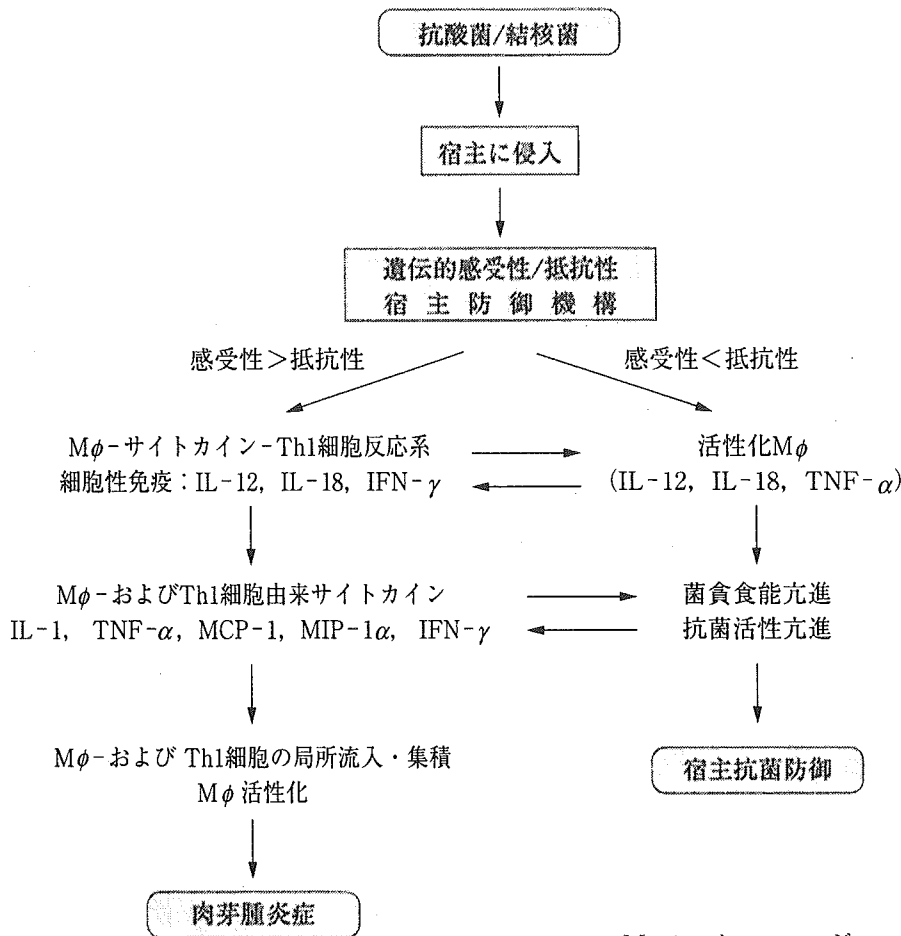 抗酸菌/結核菌
宿主に侵入
遺伝的感受性/抵抗性
宿主防御機構
感受性>抵抗性
感受性<抵抗性
Mφ-サイトカイン-Th1細胞反応系
細胞性免疫:IL-12, IL-18, IFN-γ
活性化Mφ
(IL-12, IL-18, TNF-α)
Mφ-およびTh1細胞由来サイトカイン
IL-1, TNF-α, MCP-1, MIP-1α, IFN-γ
菌貪食能亢進
抗菌活性亢進
Mφ-および Th1細胞の局所流入・集積
Mφ 活性化
宿主抗菌防御
肉芽腫炎症